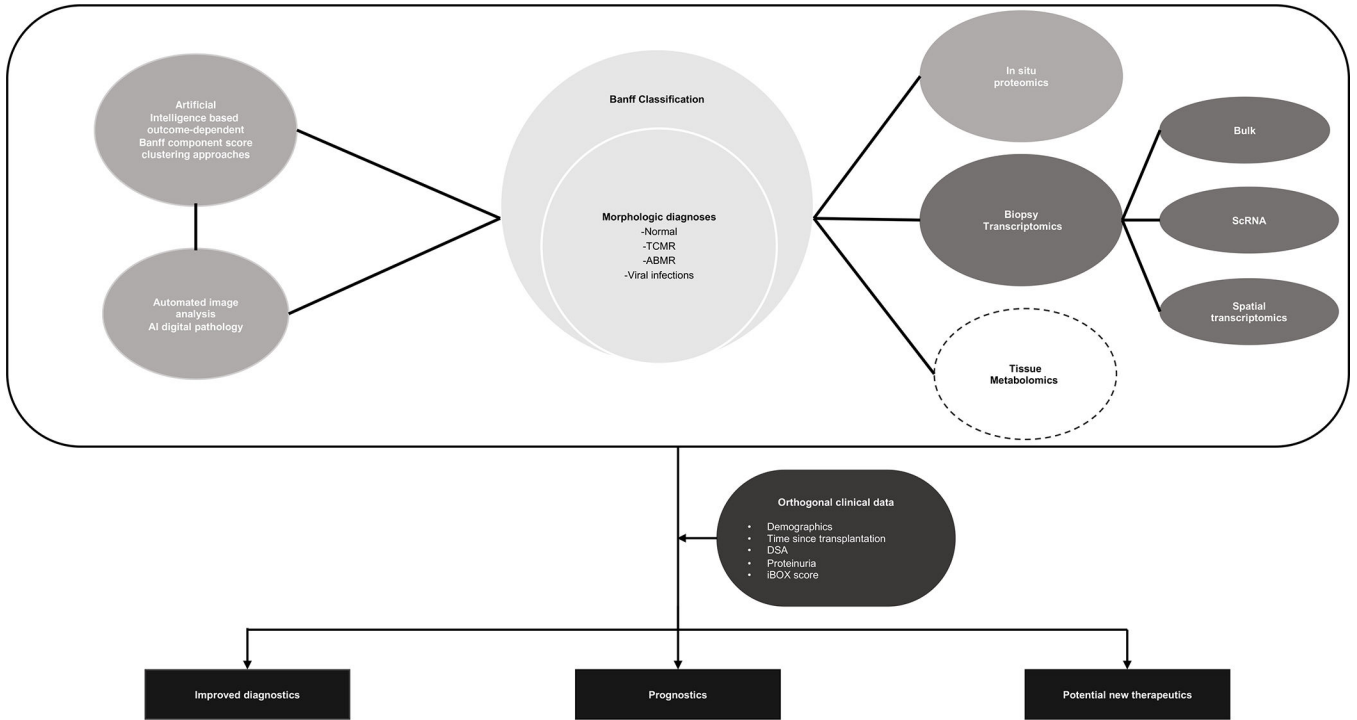 Artificial
Intelligence based
outcome-dependent
Banff component score
clustering approaches
Automated image
analysis
AI digital pathology
Banff Classification
Morphologic diagnoses
-Normal
-TCMR
-ABMR
-Viral infections
In situ
proteomics
Biopsy
Transcriptomics
Tissue
Metabolomics
Bulk
ScRNA
Spatial
transcriptomics
Orthogonal clinical data
• Demographics
• Time since transplantation
• DSA
• Proteinuria
• iBOX score
Improved diagnostics
Prognostics
Potential new therapeutics